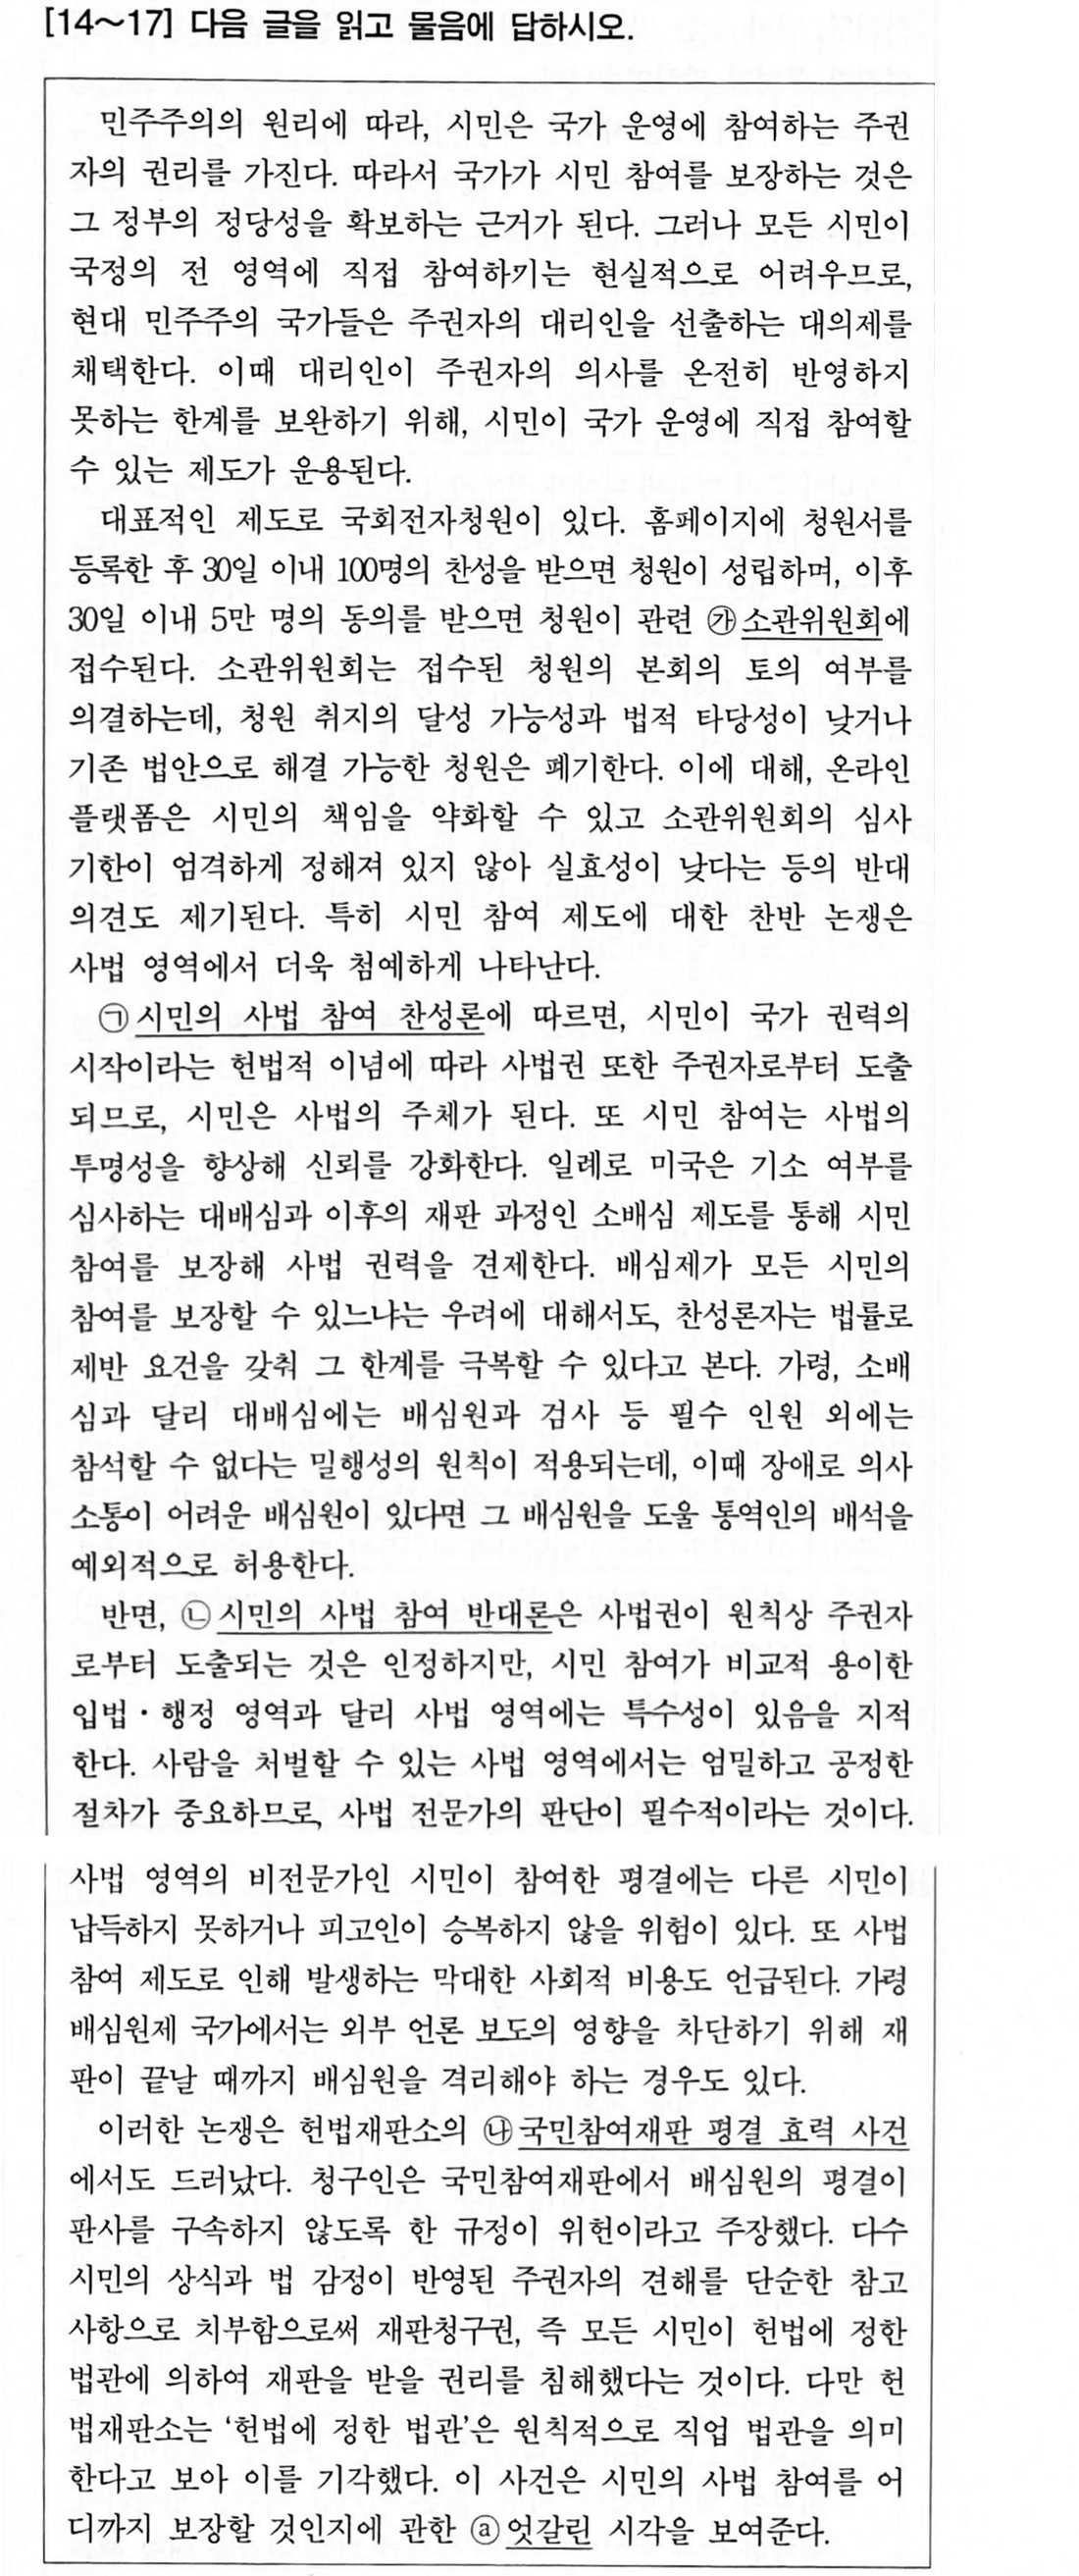 [14~17] 다음 글을 읽고 물음에 답하시오.
민주주의의 원리에 따라, 시민은 국가 운영에 참여하는 주권
자의 권리를 가진다. 따라서 국가가 시민 참여를 보장하는 것은
그 정부의 정당성을 확보하는 근거가 된다. 그러나 모든 시민이
국정의 전 영역에 직접 참여하기는 현실적으로 어려우므로,
현대 민주주의 국가들은 주권자의 대리인을 선출하는 대의제를
채택한다. 이때 대리인이 주권자의 의사를 온전히 반영하지
못하는 한계를 보완하기 위해, 시민이 국가 운영에 직접 참여할
수 있는 제도가 운용된다.
대표적인 제도로 국회전자청원이 있다. 홈페이지에 청원서를
등록한 후 30일 이내 100명의 찬성을 받으면 청원이 성립하며, 이후
30일 이내 5만 명의 동의를 받으면 청원이 관련 ㉮소관위원회에
접수된다. 소관위원회는 접수된 청원의 본회의 토의 여부를
의결하는데, 청원 취지의 달성 가능성과 법적 타당성이 낮거나
기존 법안으로 해결 가능한 청원은 폐기한다. 이에 대해, 온라인
플랫폼은 시민의 책임을 약화할 수 있고 소관위원회의 심사
기한이 엄격하게 정해져 있지 않아 실효성이 낮다는 등의 반대
의견도 제기된다. 특히 시민 참여 제도에 대한 찬반 논쟁은
사법 영역에서 더욱 첨예하게 나타난다.
㉠시민의 사법 참여 찬성론에 따르면, 시민이 국가 권력의
시작이라는 헌법적 이념에 따라 사법권 또한 주권자로부터 도출
되므로, 시민은 사법의 주체가 된다. 또 시민 참여는 사법의
투명성을 향상해 신뢰를 강화한다. 일례로 미국은 기소 여부를
심사하는 대배심과 이후의 재판 과정인 소배심 제도를 통해 시민
참여를 보장해 사법 권력을 견제한다. 배심제가 모든 시민의
참여를 보장할 수 있느냐는 우려에 대해서도, 찬성론자는 법률로
제반 요건을 갖춰 그 한계를 극복할 수 있다고 본다. 가령, 소배
심과 달리 대배심에는 배심원과 검사 등 필수 인원 외에는
참석할 수 없다는 밀행성의 원칙이 적용되는데, 이때 장애로 의사
소통이 어려운 배심원이 있다면 그 배심원을 도울 통역인의 배석을
예외적으로 허용한다.
반면, ㉡시민의 사법 참여 반대론은 사법권이 원칙상 주권자
로부터 도출되는 것은 인정하지만, 시민 참여가 비교적 용이한
입법·행정 영역과 달리 사법 영역에는 특수성이 있음을 지적
한다. 사람을 처벌할 수 있는 사법 영역에서는 엄밀하고 공정한
절차가 중요하므로, 사법 전문가의 판단이 필수적이라는 것이다.
사법 영역의 비전문가인 시민이 참여한 평결에는 다른 시민이
납득하지 못하거나 피고인이 승복하지 않을 위험이 있다. 또 사법
참여 제도로 인해 발생하는 막대한 사회적 비용도 언급된다. 가령
배심원제 국가에서는 외부 언론 보도의 영향을 차단하기 위해 재
판이 끝날 때까지 배심원을 격리해야 하는 경우도 있다.
이러한 논쟁은 헌법재판소의 ㉯국민참여재판 평결 효력 사건
에서도 드러났다. 청구인은 국민참여재판에서 배심원의 평결이
판사를 구속하지 않도록 한 규정이 위헌이라고 주장했다. 다수
시민의 상식과 법 감정이 반영된 주권자의 견해를 단순한 참고
사항으로 치부함으로써 재판청구권, 즉 모든 시민이 헌법에 정한
법관에 의하여 재판을 받을 권리를 침해했다는 것이다. 다만 헌
법재판소는 ‘헌법에 정한 법관’은 원칙적으로 직업 법관을 의미
한다고 보아 이를 기각했다. 이 사건은 시민의 사법 참여를 어
디까지 보장할 것인지에 관한 ⓐ엇갈린 시각을 보여준다.